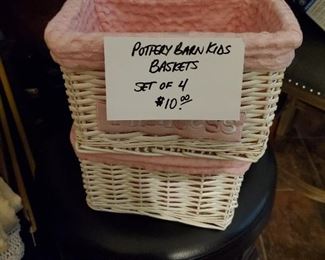 POTTERY BARN KIDS
BASKETS
SET OF 4
$10.00